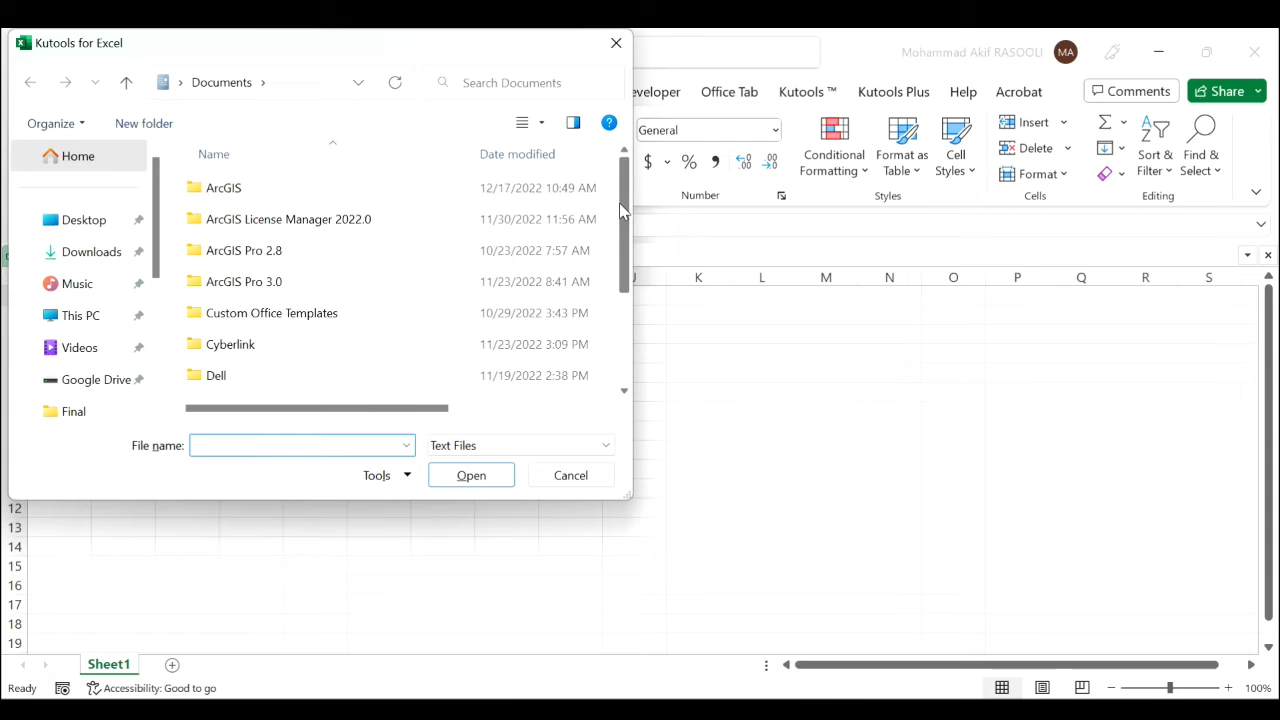 Kutools for Excel
Mohammad Akif RASOOLI MA
Documents
Search Documents
eveloper Office Tab Kutools ™ Kutools Plus Help Acrobat Comments Share
Organize New folder
General
Insert
Delete
Format
$ % ,
Conditional Formatting
Format as Table
Cell Styles
Sort & Filter
Find & Select
Number Styles Cells Editing
Home
Desktop
Downloads
Music
This PC
Videos
Google Drive
Final
Name Date modified
ArcGIS 12/17/2022 10:49 AM
ArcGIS License Manager 2022.0 11/30/2022 11:56 AM
ArcGIS Pro 2.8 10/23/2022 7:57 AM
ArcGIS Pro 3.0 11/23/2022 8:41 AM
Custom Office Templates 10/29/2022 3:43 PM
Cyberlink 11/23/2022 3:09 PM
Dell 11/19/2022 2:38 PM
File name: Text Files
Tools Open Cancel
K L M N O P Q R S
12
13
14
15
16
17
18
19
Sheet1
Ready Accessibility: Good to go 100%